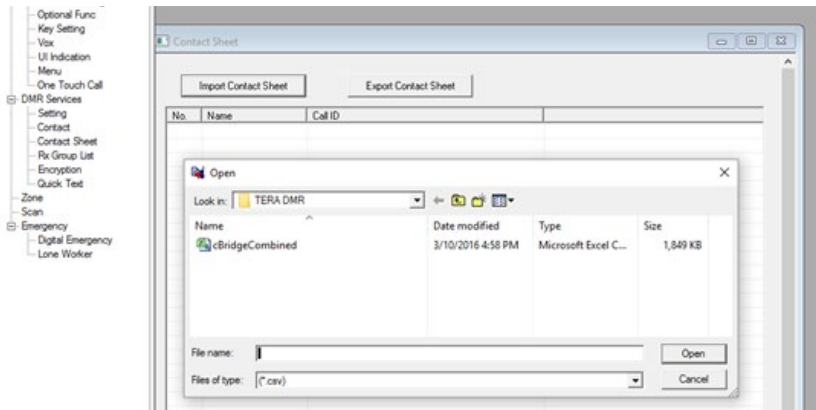 Optional Func
Key Setting
Vox
UI Indication
Menu
One Touch Call
DMR Services
Setting
Contact
Contact Sheet
Rx Group List
Encryption
Quick Text
Zone
Scan
Emergency
Digital Emergency
Lone Worker
Contact Sheet
Import Contact Sheet Export Contact Sheet
No. Name Call ID
Open
Look in: TERA DMR
Name Date modified Type Size
cBridgeCombined 3/10/2016 4:58 PM Microsoft Excel C... 1,849 KB
File name: Open
Files of type: (*.csv) Cancel